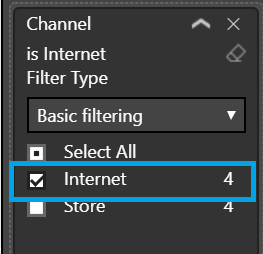 Channel
is Internet
Filter Type
Basic filtering
Select All
Internet 4
Store 4